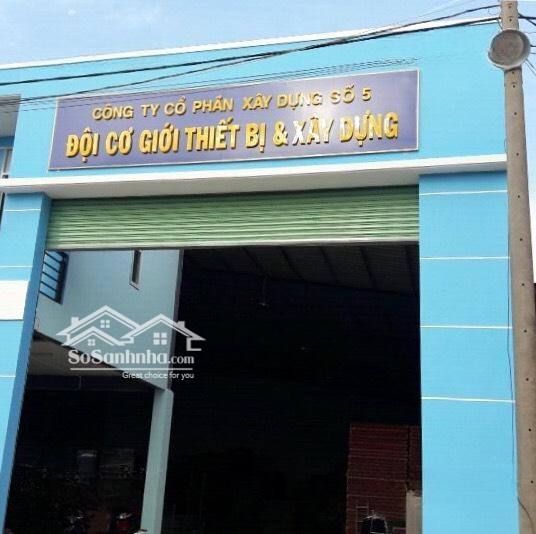 CÔNG TY CỔ PHẦN XÂY DỰNG SỐ 5
ĐỘI CƠ GIỚI THIẾT BỊ & XÂY DỰNG
SoSanhnha.com
Great choice for you